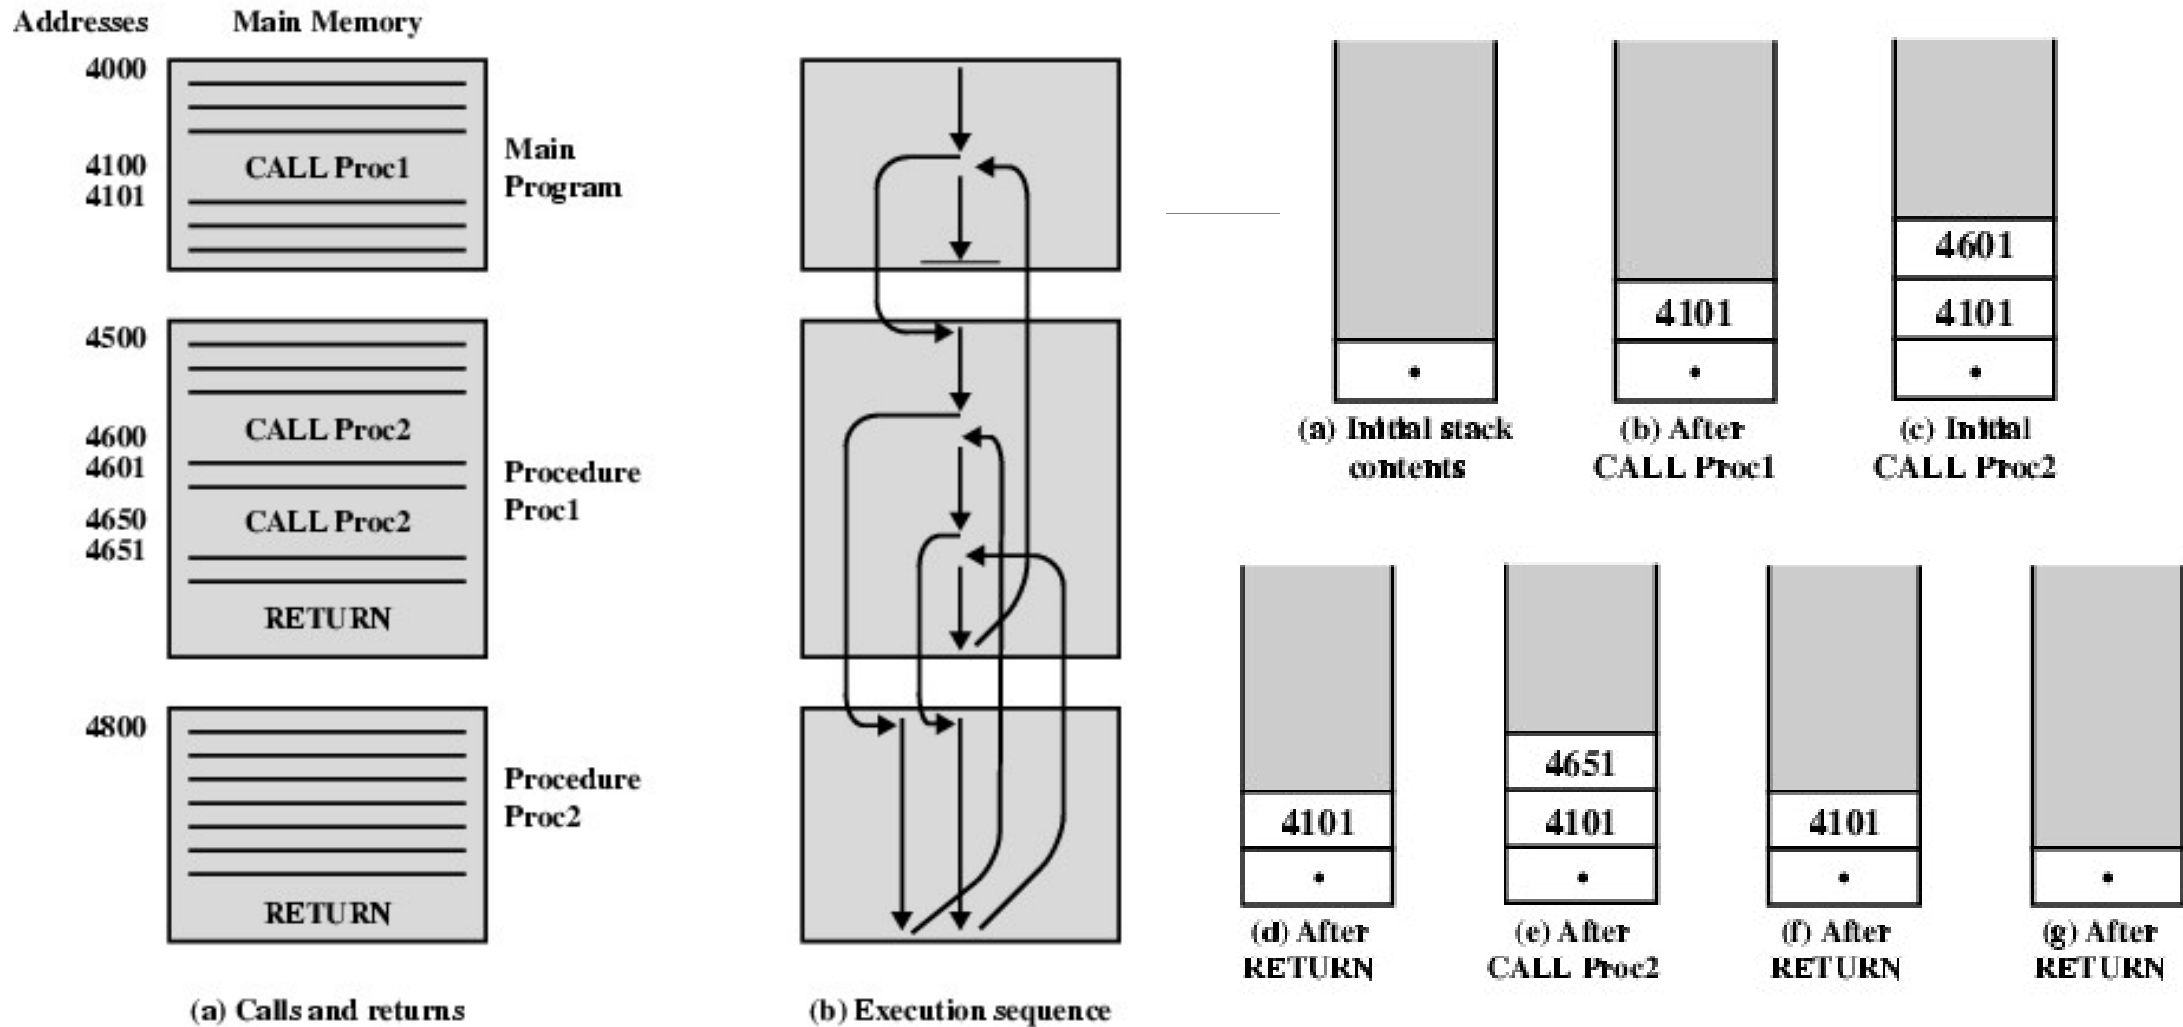 Addresses
Main Memory
4000
4100
4101
CALL Proc1
Main
Program
4500
4600
4601
4650
4651
CALL Proc2
CALL Proc2
RETURN
Procedure
Proc1
4800
RETURN
Procedure
Proc2
(a) Calls and returns
(b) Execution sequence
•
(a) Initial stack
contents
4101
•
(b) After
CALL Proc1
4601
4101
•
(c) Initial
CALL Proc2
4101
•
(d) After
RETURN
4651
4101
•
(e) After
CALL Proc2
4101
•
(f) After
RETURN
•
(g) After
RETURN